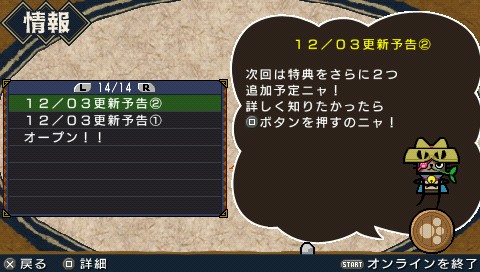 情報
L 14/14 R
12/03更新予告②
12/03更新予告①
オープン!!
12/03更新予告②
次回は特典をさらに2つ
追加予定ニャ!
詳しく知りたかったら
□ボタンを押すのニャ!
×戻る □詳細
START オンラインを終了